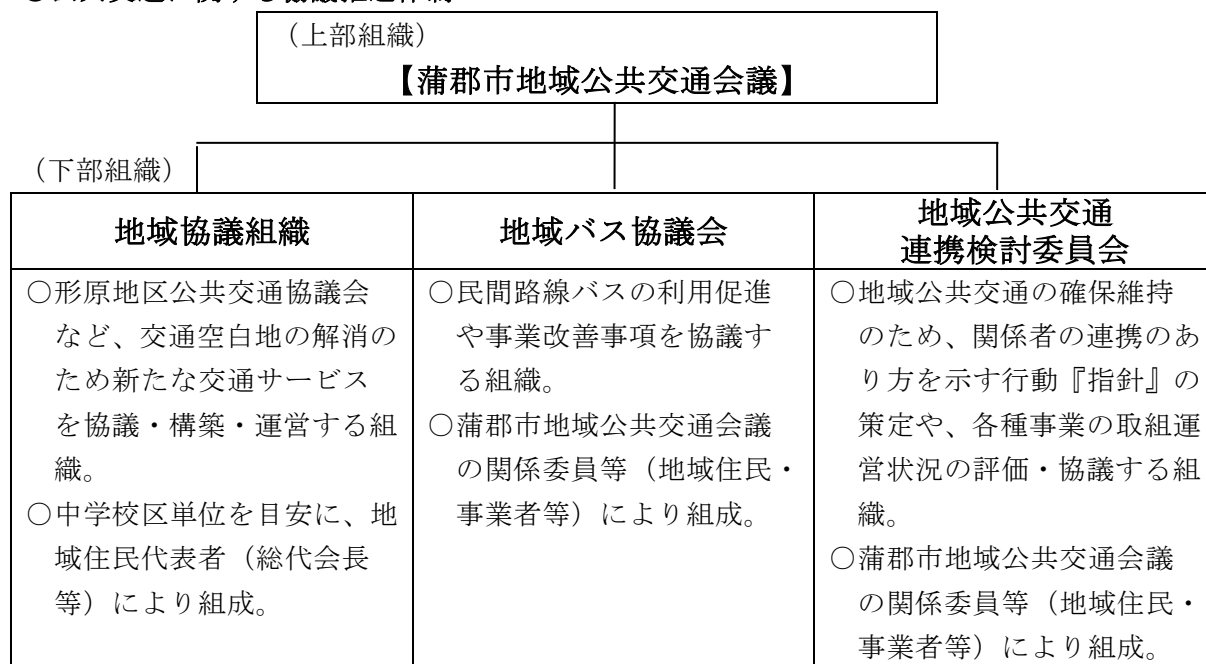 （上部組織）
【蒲郡市地域公共交通会議】
（下部組織）
地域協議組織
○形原地区公共交通協議会
など、交通空白地の解消の
ため新たな交通サービス
を協議・構築・運営する組
織。
○中学校区単位を目安に、地
域住民代表者（総代会長
等）により組成。
地域バス協議会
○民間路線バスの利用促進
や事業改善事項を協議す
る組織。
○蒲郡市地域公共交通会議
の関係委員等（地域住民・
事業者等）により組成。
地域公共交通
連携検討委員会
○地域公共交通の確保維持
のため、関係者の連携のあ
り方を示す行動『指針』の
策定や、各種事業の取組運
営状況の評価・協議する組
織。
○蒲郡市地域公共交通会議
の関係委員等（地域住民・
事業者等）により組成。